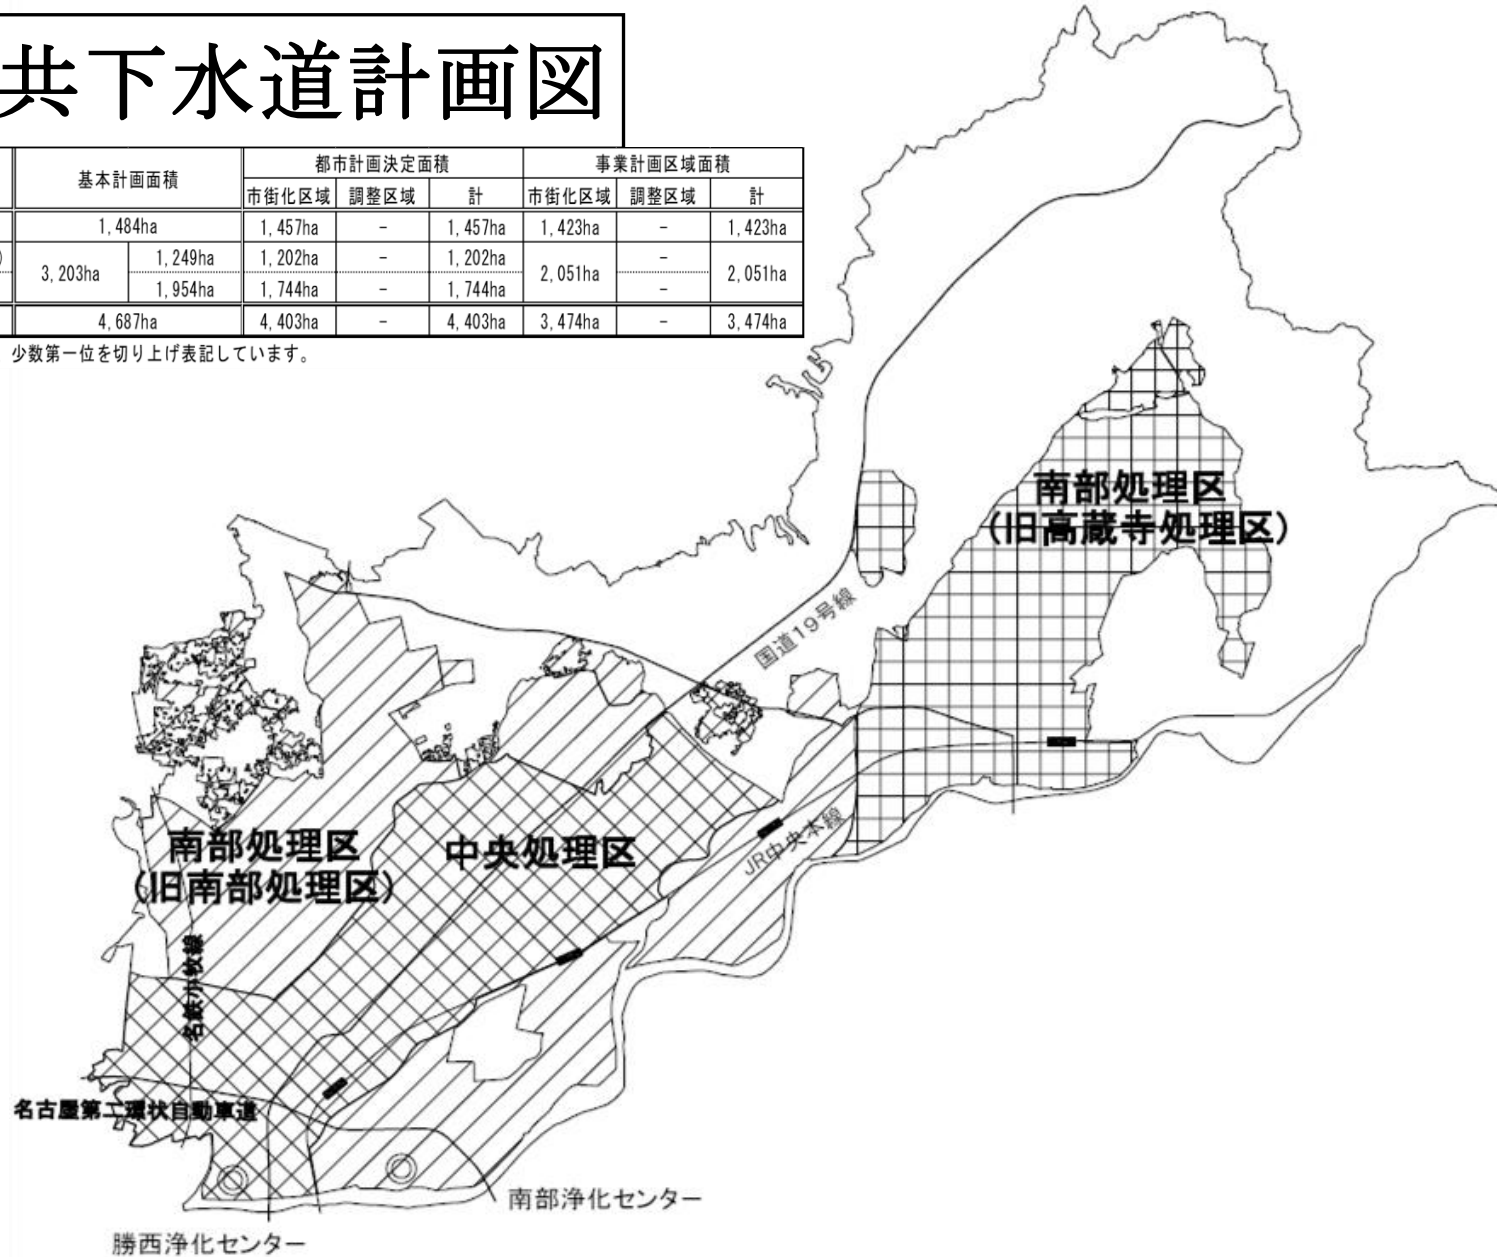 共下水道計画図
基本計画面積 都市計画決定面積 事業計画区域面積
市街化区域 調整区域 計 市街化区域 調整区域 計
1,484ha 1,457ha - 1,457ha 1,423ha - 1,423ha
) 3,203ha 1,249ha 1,202ha - 1,202ha 2,051ha - 2,051ha
1,954ha 1,744ha - 1,744ha -
4,687ha 4,403ha - 4,403ha 3,474ha - 3,474ha
少数第一位を切り上げ表記しています。
南部処理区
(旧高蔵寺処理区)
国道19号線
南部処理区
(旧南部処理区)
中央処理区
JR中央本線
名鉄小牧線
名古屋第二環状自動車道
南部浄化センター
勝西浄化センター